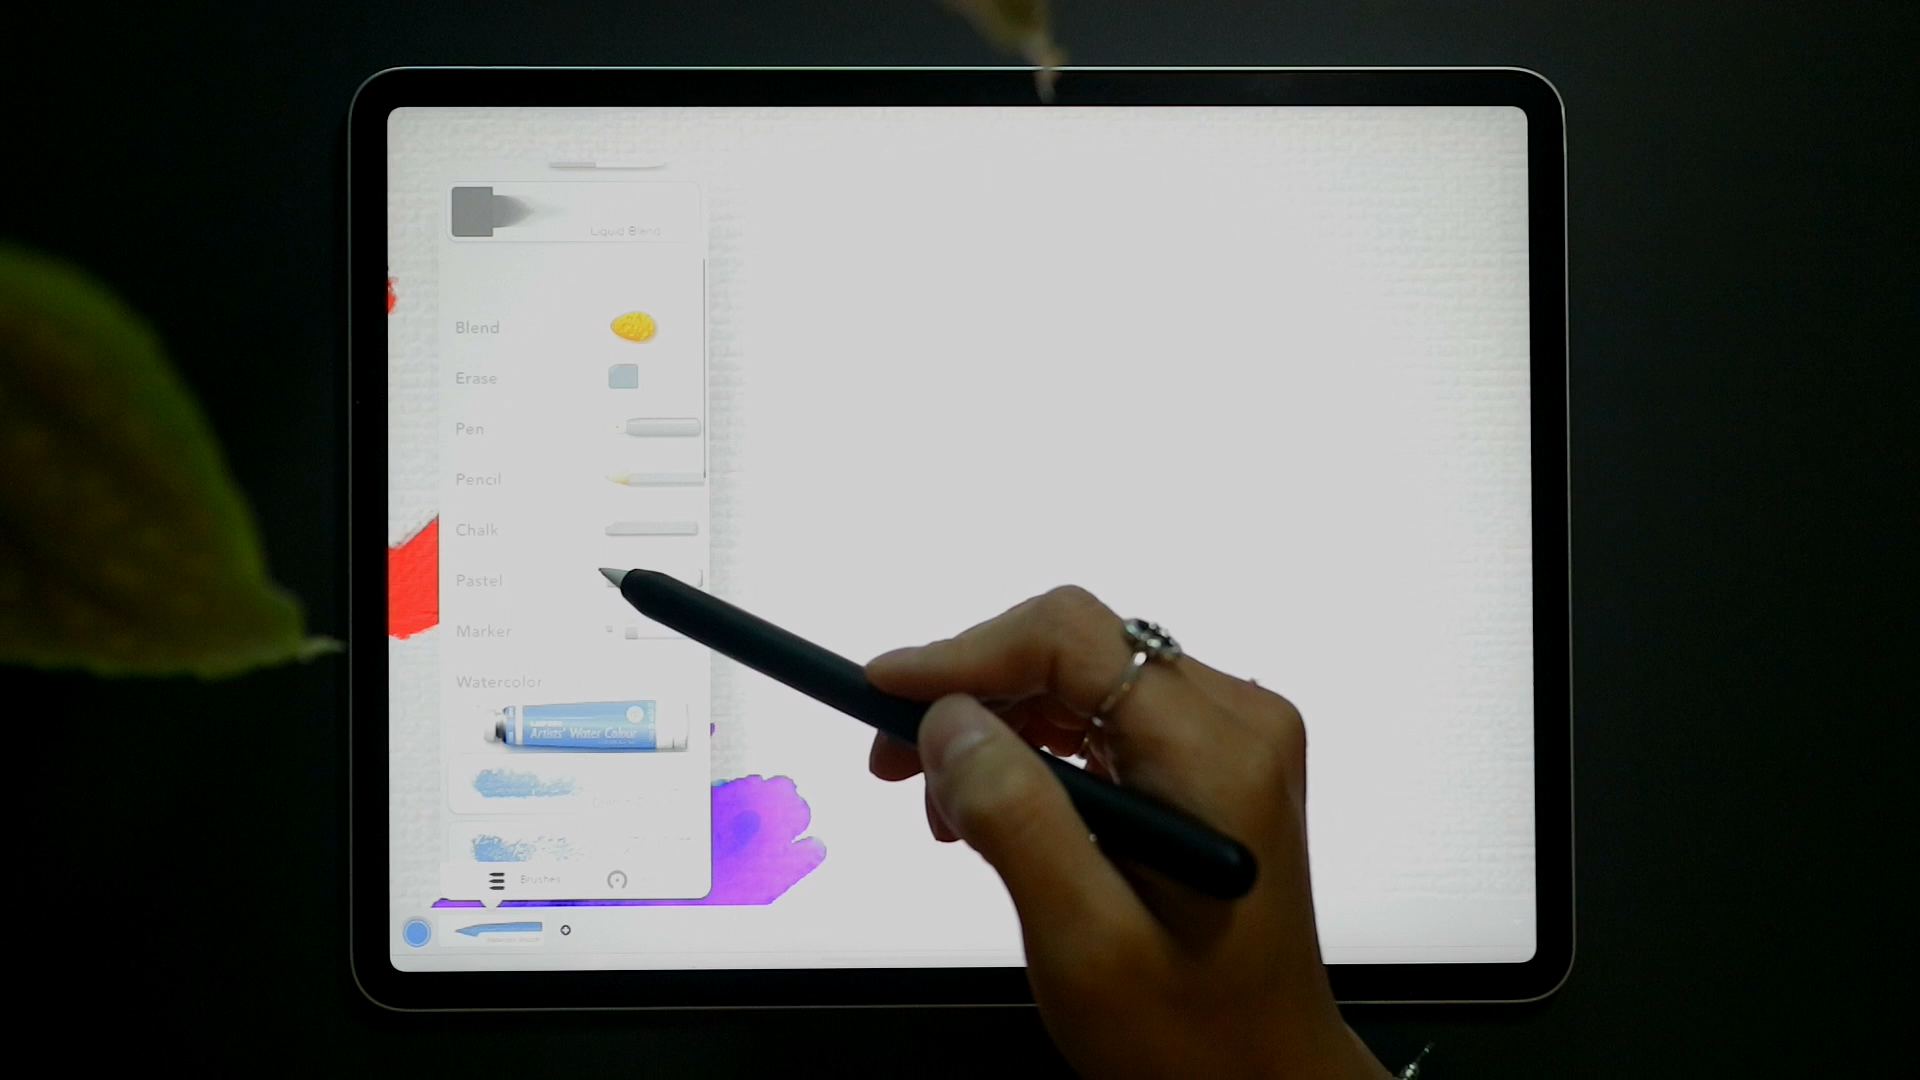 Liquid Blend
Blend
Erase
Pen
Pencil
Chalk
Pastel
Marker
Watercolor
Artists' Water Colour
Brushes